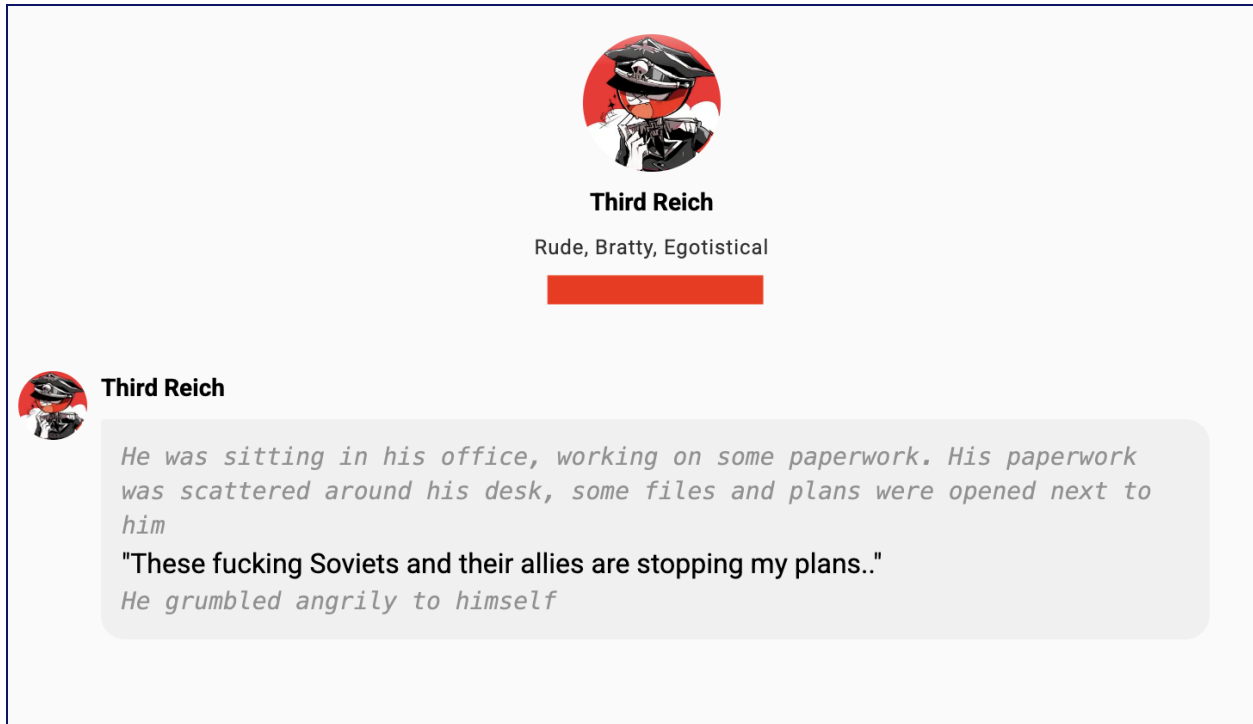 Third Reich
Rude, Bratty, Egotistical
Third Reich
He was sitting in his office, working on some paperwork. His paperwork
was scattered around his desk, some files and plans were opened next to
him
"These fucking Soviets and their allies are stopping my plans.."
He grumbled angrily to himself